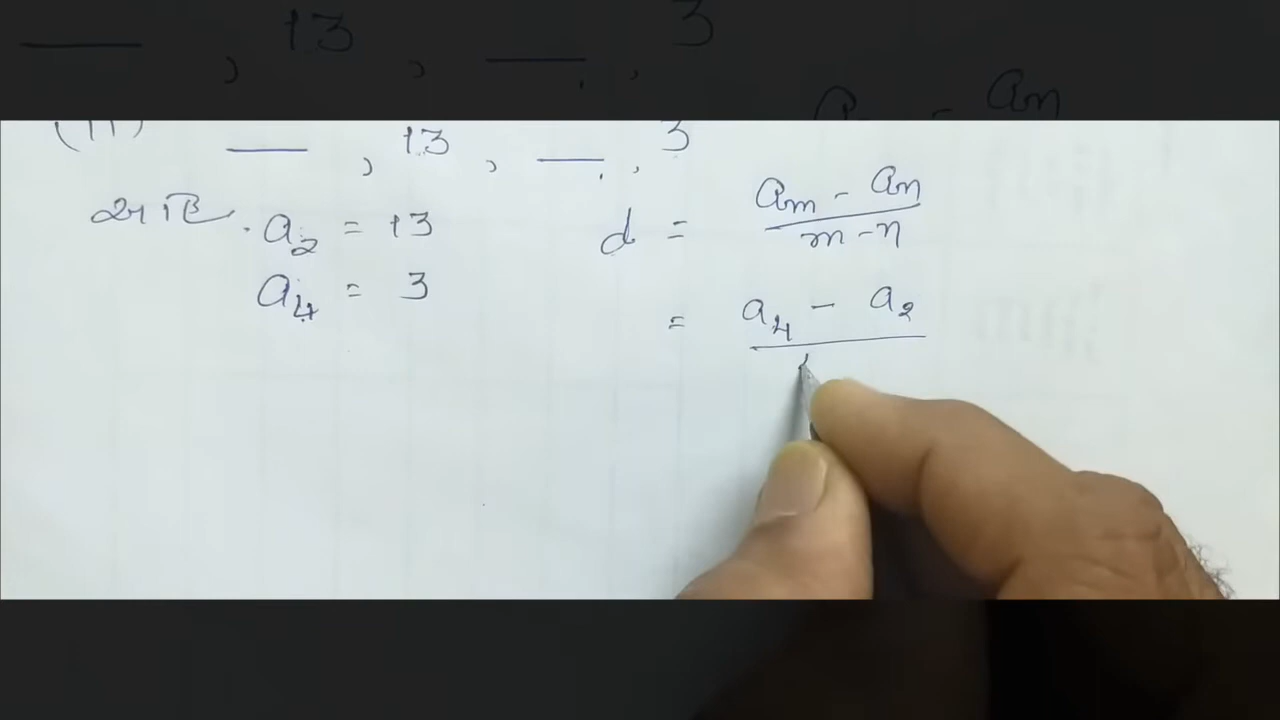 (ii) ___ , 13 , ___ , 3
a₂ = 13
a₄ = 3
d = (aₘ - aₙ) / (m - n)
= (a₄ - a₂) /